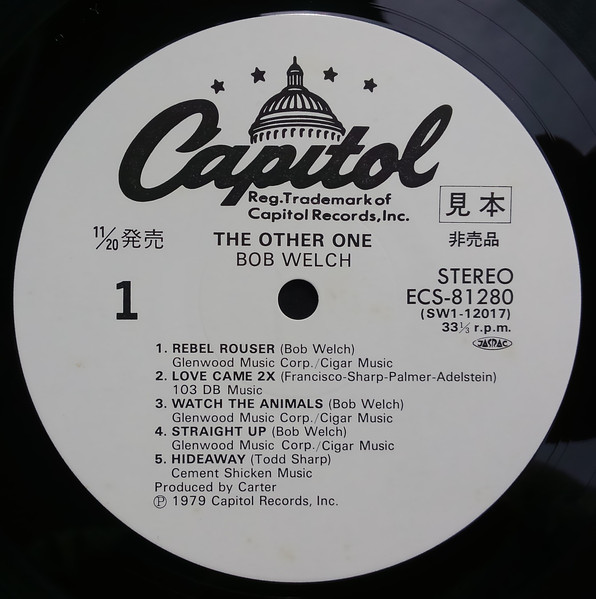 Capitol
Reg.Trademark of
Capitol Records,Inc.
見本
11/20発売
THE OTHER ONE
非売品
BOB WELCH
1
STEREO
ECS-81280
(SW1-12017)
33⅓ r.p.m.
JASRAC
1. REBEL ROUSER (Bob Welch)
Glenwood Music Corp./Cigar Music
2. LOVE CAME 2X (Francisco-Sharp-Palmer-Adelstein)
103 DB Music
3. WATCH THE ANIMALS (Bob Welch)
Glenwood Music Corp./Cigar Music
4. STRAIGHT UP (Bob Welch)
Glenwood Music Corp./Cigar Music
5. HIDEAWAY (Todd Sharp)
Cement Shicken Music
Produced by Carter
℗ 1979 Capitol Records, Inc.